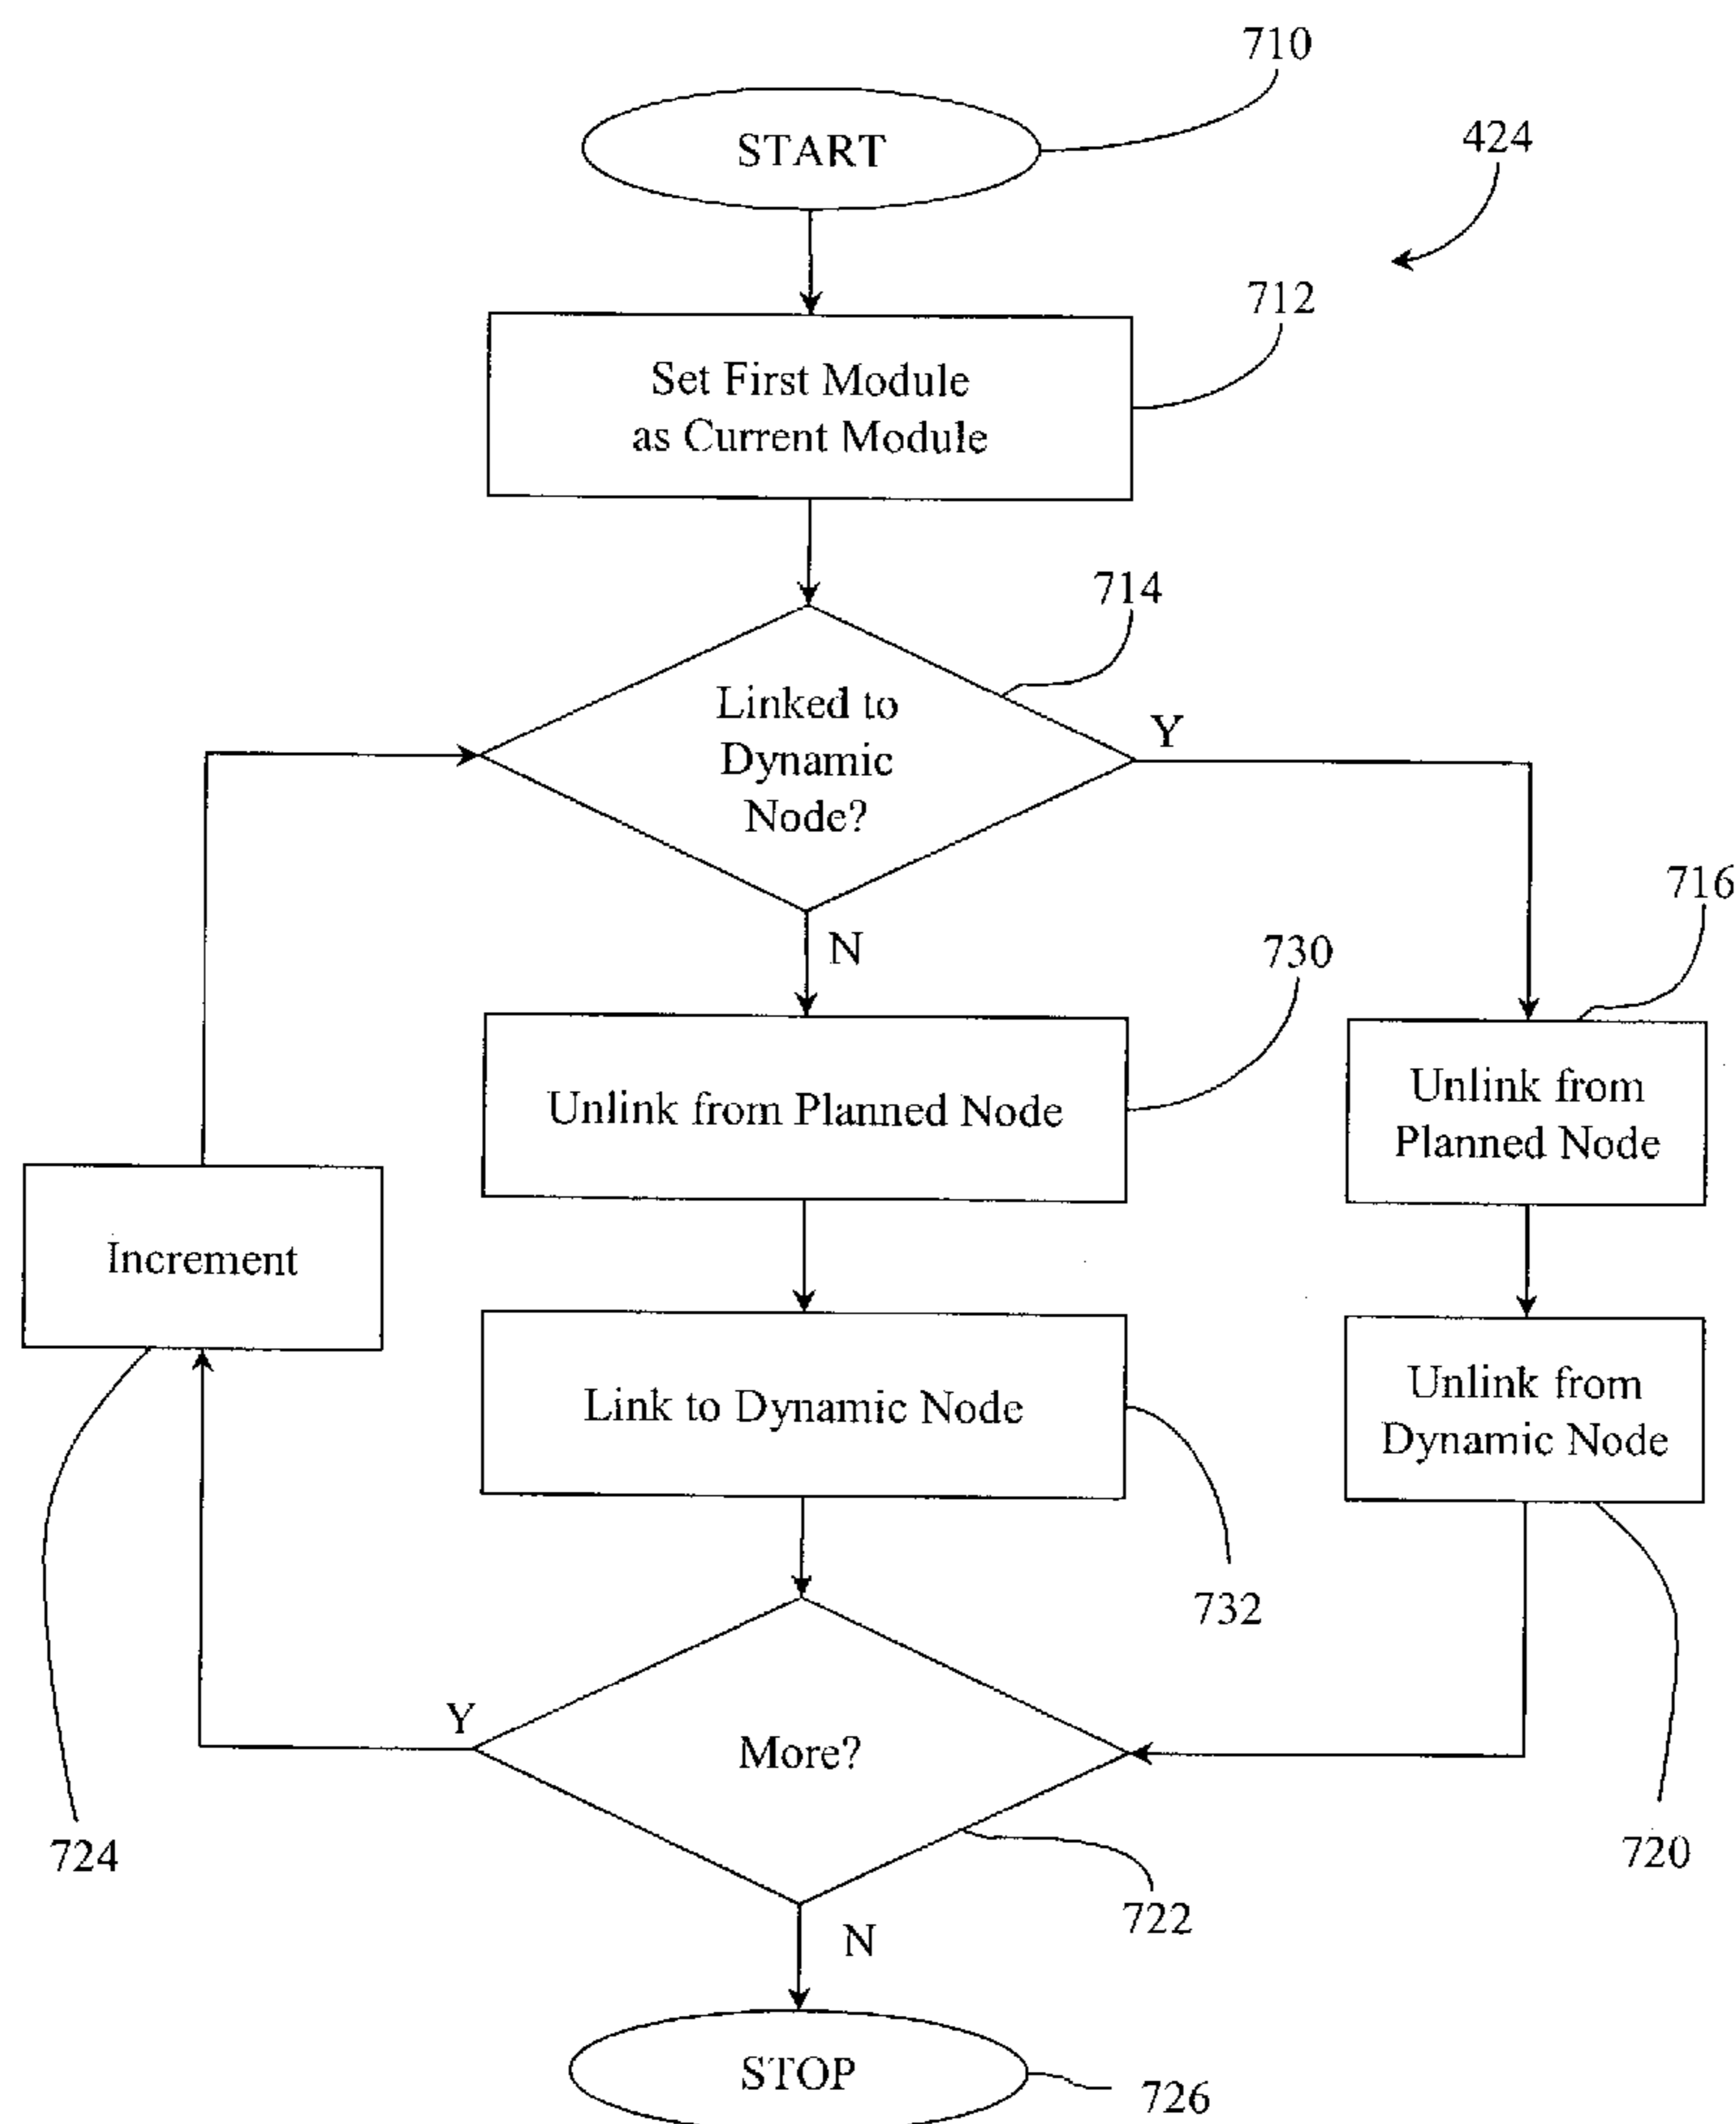 710
START
424
712
Set First Module
as Current Module
714
Linked to
Dynamic
Node?
Y
716
N
730
Unlink from Planned Node
Unlink from
Planned Node
Increment
Link to Dynamic Node
Unlink from
Dynamic Node
732
Y
More?
724
720
722
N
STOP
726